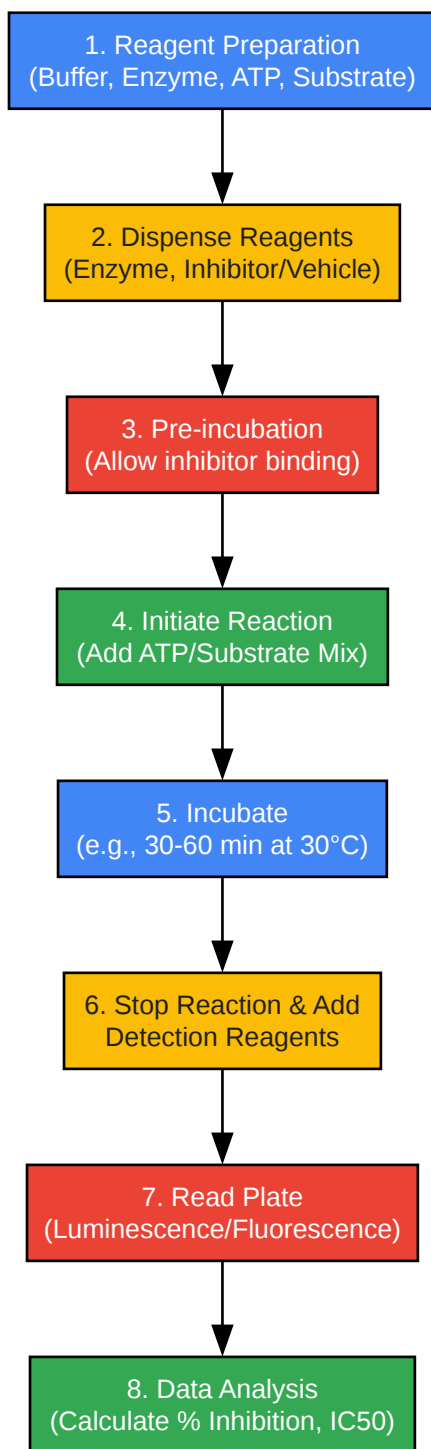 1. Reagent Preparation
(Buffer, Enzyme, ATP, Substrate)
2. Dispense Reagents
(Enzyme, Inhibitor/Vehicle)
3. Pre-incubation
(Allow inhibitor binding)
4. Initiate Reaction
(Add ATP/Substrate Mix)
5. Incubate
(e.g., 30-60 min at 30°C)
6. Stop Reaction & Add
Detection Reagents
7. Read Plate
(Luminescence/Fluorescence)
8. Data Analysis
(Calculate % Inhibition, IC50)